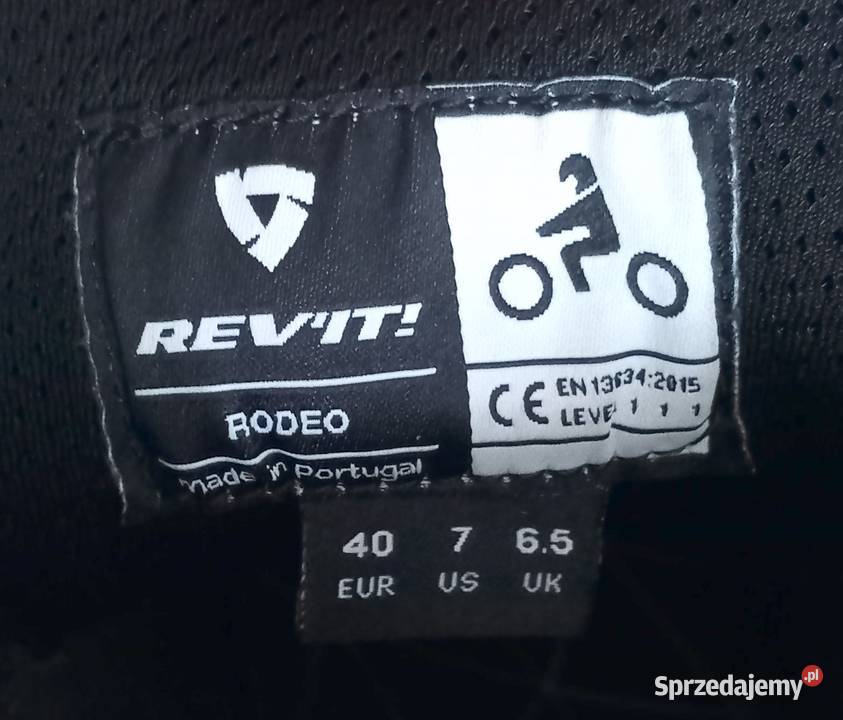 REV'IT!
RODEO
Made in Portugal
CE EN 13634:2015
LEVEL 1 1 1
40 7 6.5
EUR US UK
Sprzedajemy.pl